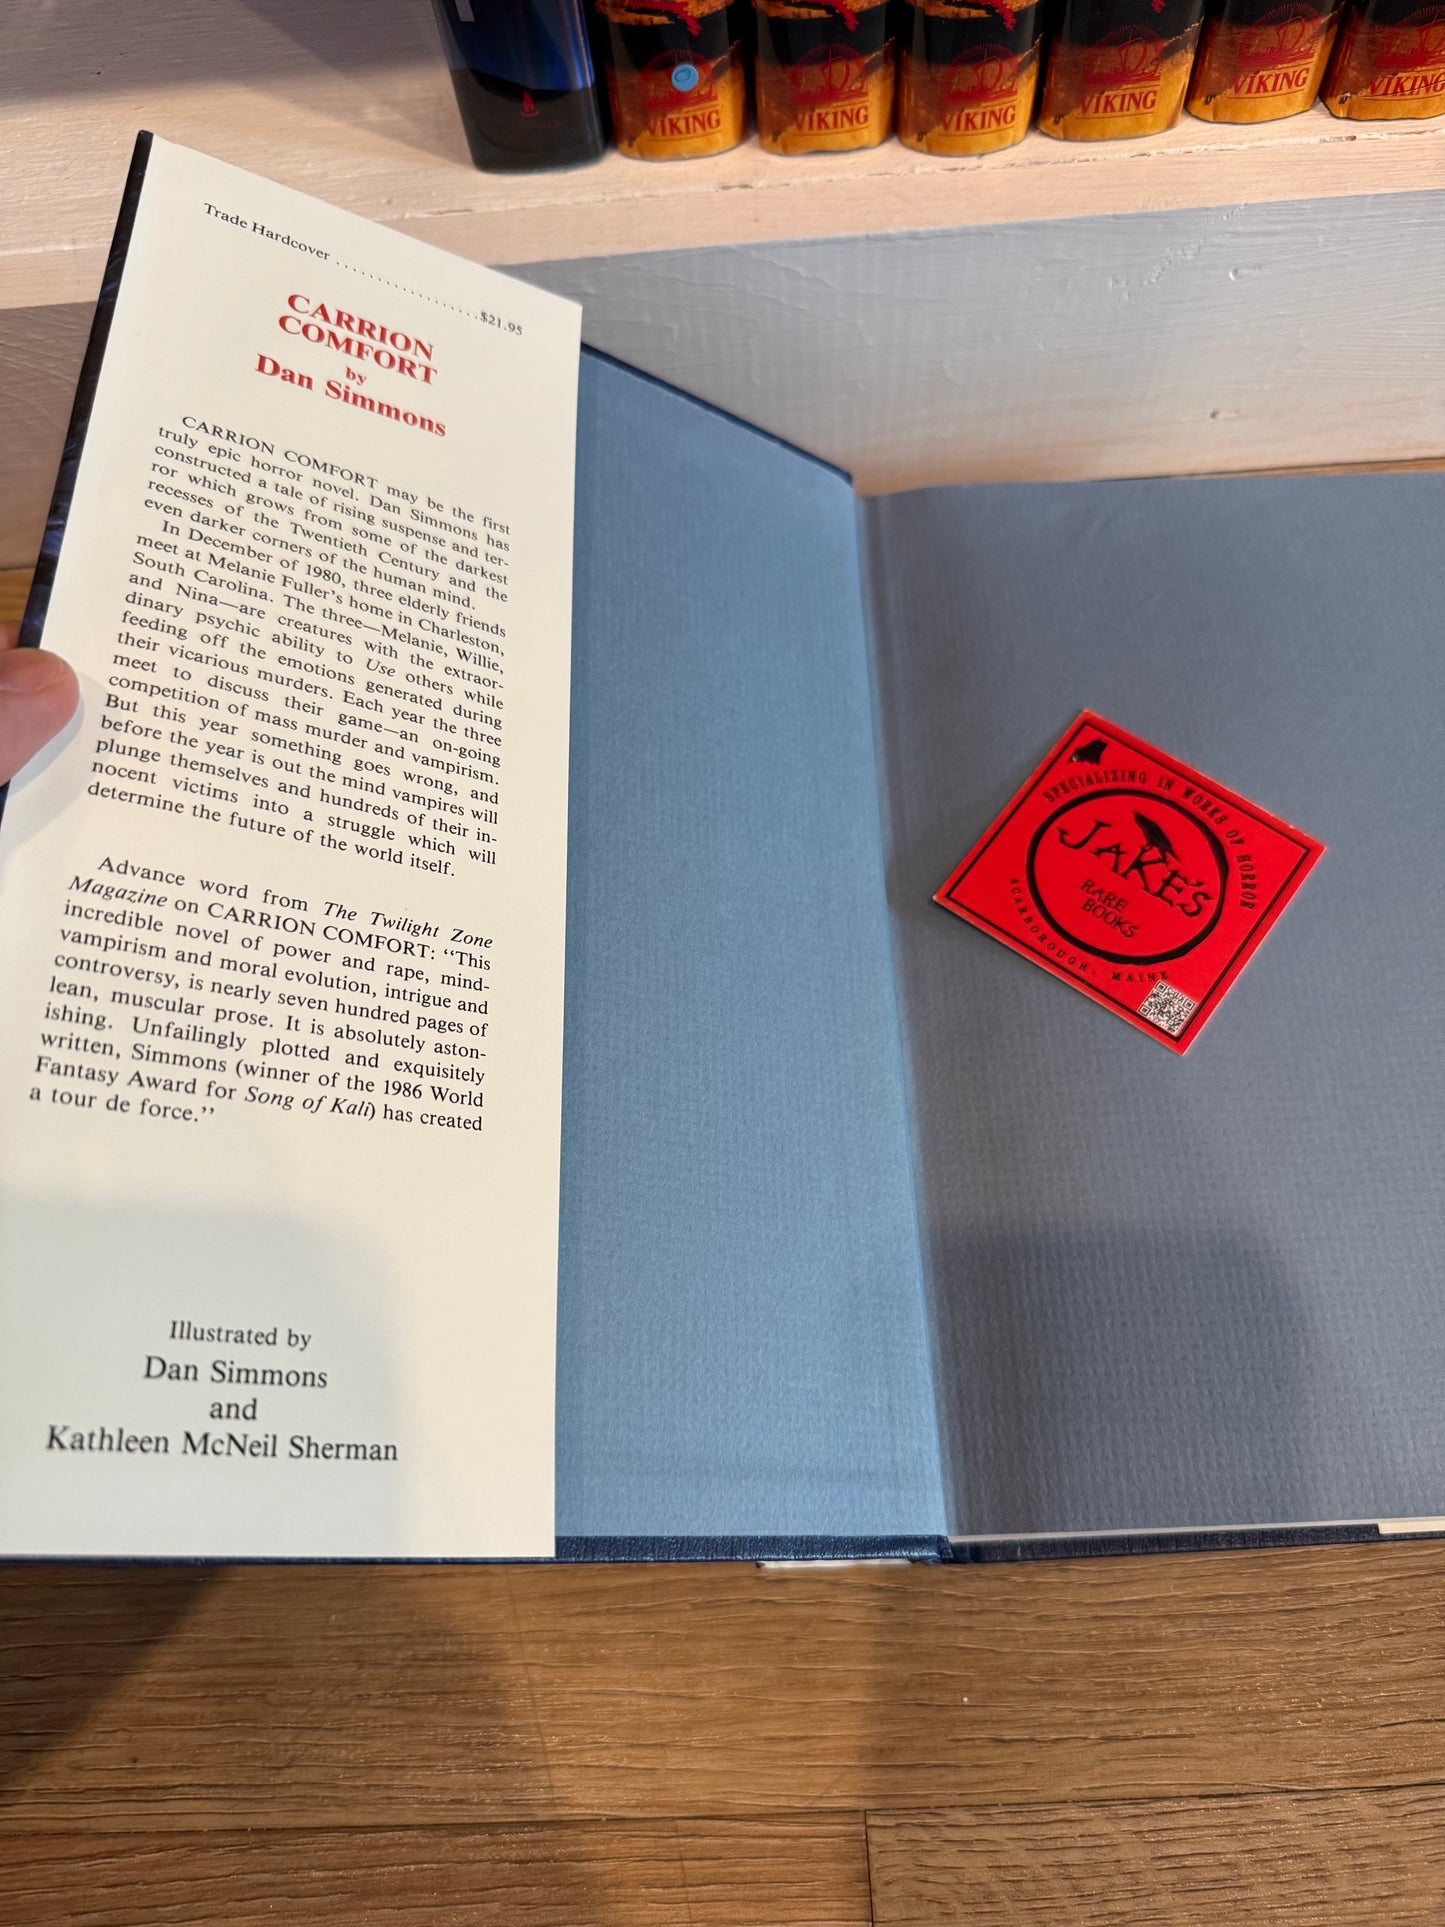 VIKING
VIKING
VIKING
VIKING
VIKING
VIKING
Trade Hardcover . . . . . . . . . . . . . . . . . . . $21.95
CARRION
COMFORT
by
Dan Simmons
CARRION COMFORT may be the first
truly epic horror novel. Dan Simmons has
constructed a tale of rising suspense and ter-
ror which grows from some of the darkest
recesses of the Twentieth Century and the
even darker corners of the human mind.
In December of 1980, three elderly friends
meet at Melanie Fuller's home in Charleston,
South Carolina. The three—Melanie, Willie,
and Nina—are creatures with the extraor-
dinary psychic ability to Use others while
feeding off the emotions generated during
their vicarious murders. Each year the three
meet to discuss their game—an on-going
competition of mass murder and vampirism.
But this year something goes wrong, and
before the year is out the mind vampires will
plunge themselves and hundreds of their in-
nocent victims into a struggle which will
determine the future of the world itself.
Advance word from The Twilight Zone
Magazine on CARRION COMFORT: "This
incredible novel of power and rape, mind-
vampirism and moral evolution, intrigue and
controversy, is nearly seven hundred pages of
lean, muscular prose. It is absolutely aston-
ishing. Unfailingly plotted and exquisitely
written, Simmons (winner of the 1986 World
Fantasy Award for Song of Kali) has created
a tour de force."
Illustrated by
Dan Simmons
and
Kathleen McNeil Sherman
SPECIALIZING IN WORKS OF HORROR
JAKE'S
RARE
BOOKS
SCARBOROUGH, MAINE